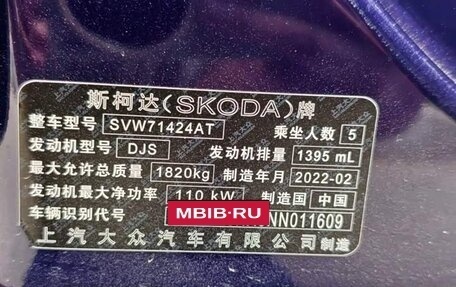 斯柯达(SKODA)牌
整车型号 SVW71424AT 乘坐人数 5
发动机型号 DJS 发动机排量 1395 mL
最大允许总质量 1820kg 制造年月 2022-02
发动机最大净功率 110 kW 制造国 中国
车辆识别代号 NN011609
MBIB·RU
上汽大众汽车有限公司制造